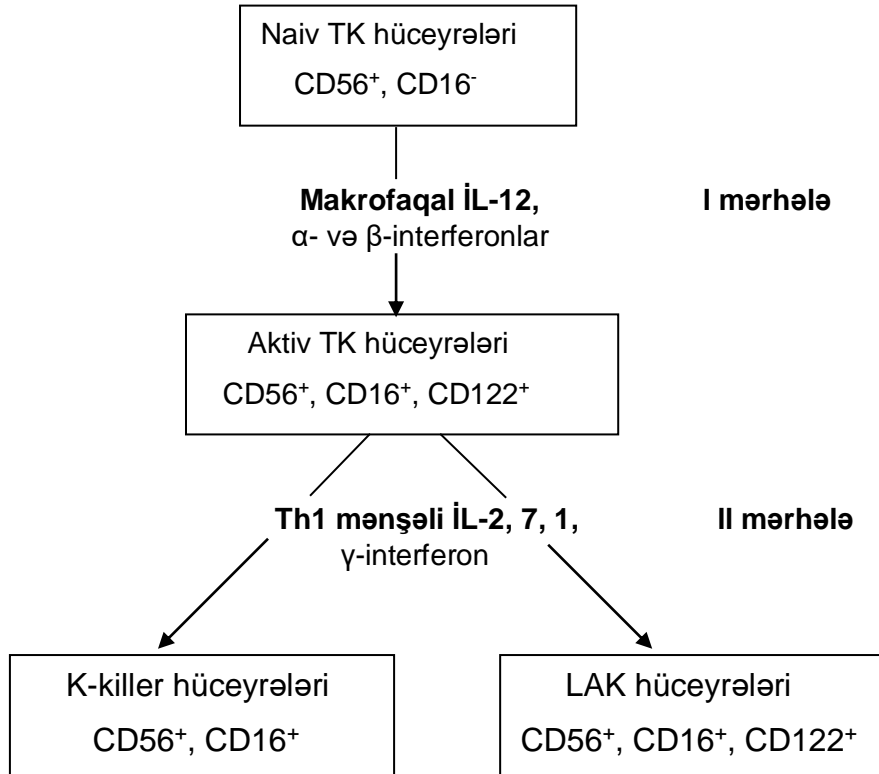 Naiv TK hüceyrələri
CD56⁺, CD16⁻
Makrofaqal İL-12,
α- və β-interferonlar
I mərhələ
Aktiv TK hüceyrələri
CD56⁺, CD16⁺, CD122⁺
Th1 mənşəli İL-2, 7, 1,
γ-interferon
II mərhələ
K-killer hüceyrələri
CD56⁺, CD16⁺
LAK hüceyrələri
CD56⁺, CD16⁺, CD122⁺